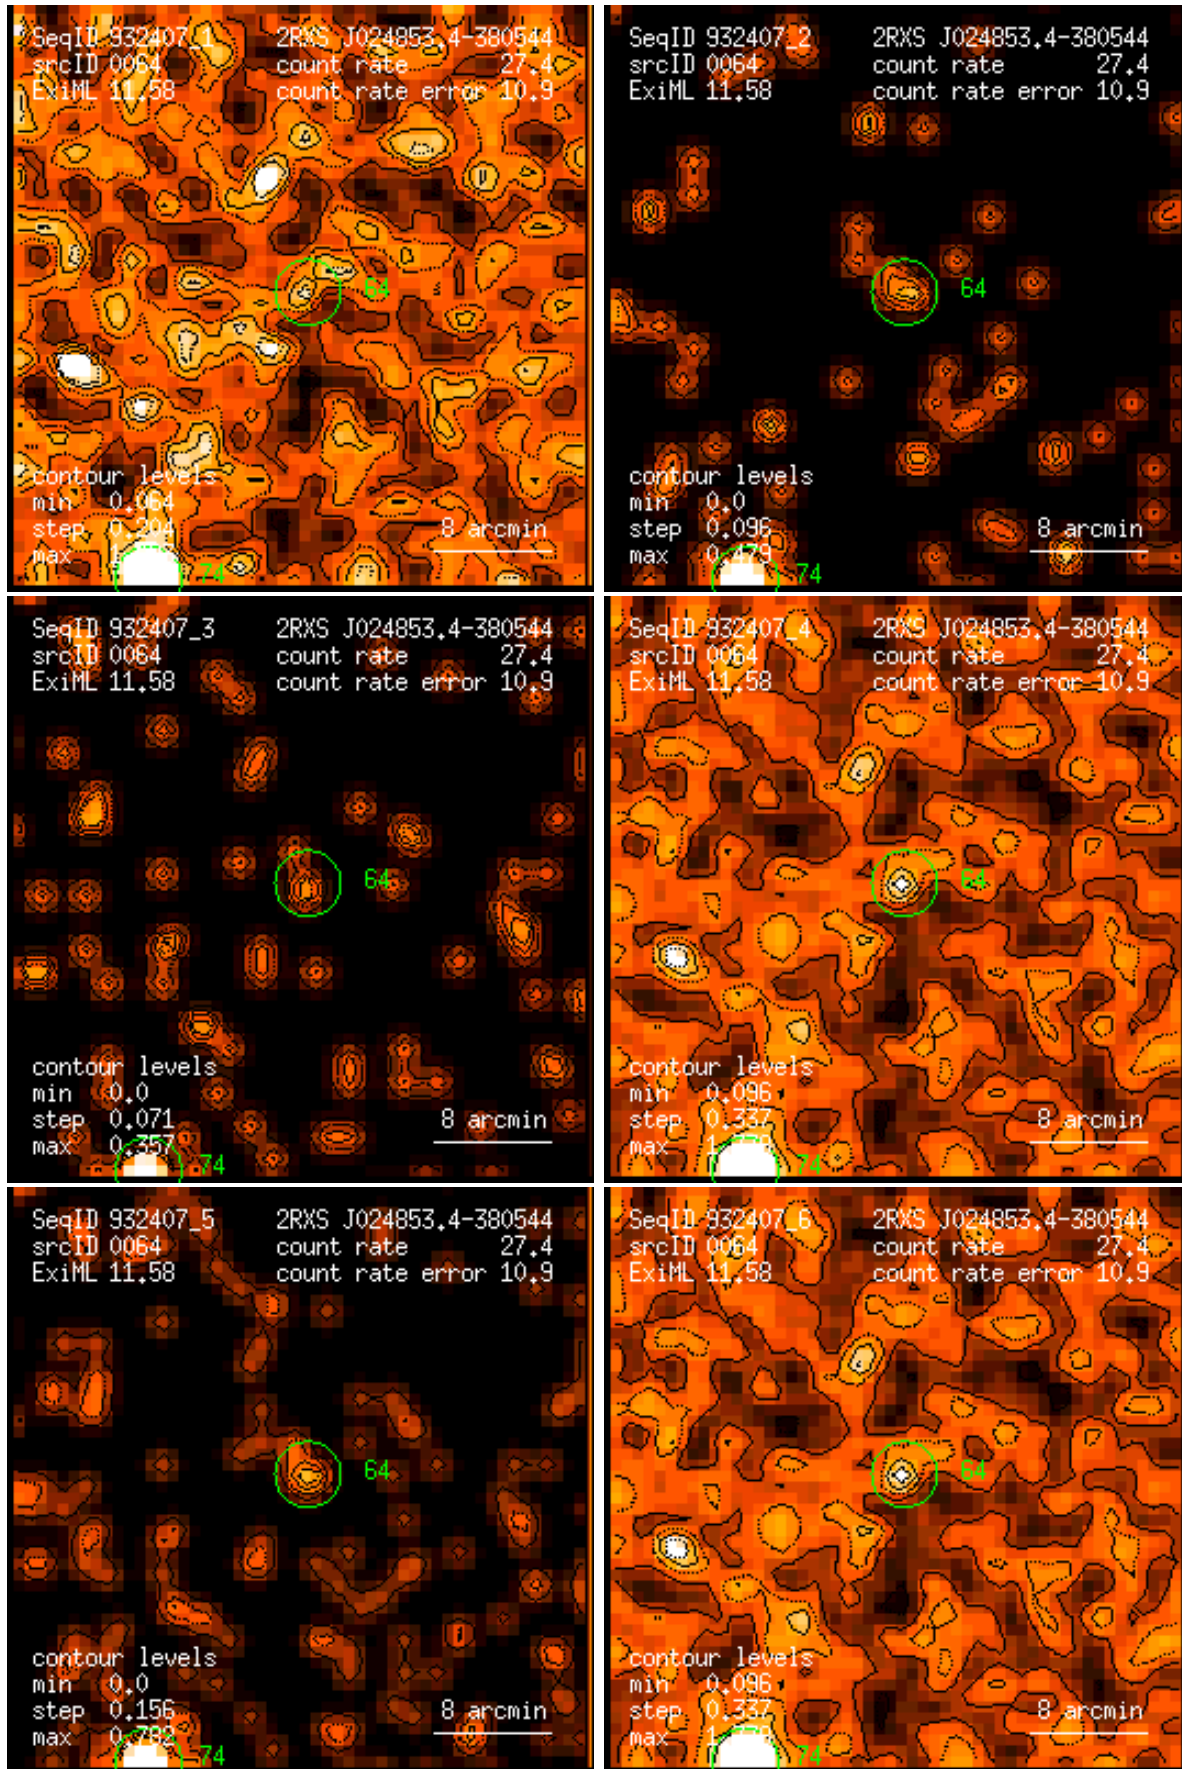 SeqID 932407_1 2RXS J024853.4-380544
srcID 0064 count rate 27.4
ExiML 11.58 count rate error 10.9
64
contour levels
min 0.064
step 0.204 8 arcmin
max
74
SeqID 932407_2 2RXS J024853.4-380544
srcID 0064 count rate 27.4
ExiML 11.58 count rate error 10.9
64
contour levels
min 0.0
step 0.096 8 arcmin
max 0.479
74
SeqID 932407_3 2RXS J024853.4-380544
srcID 0064 count rate 27.4
ExiML 11.58 count rate error 10.9
64
contour levels
min 0.0
step 0.071 8 arcmin
max 0.357
74
SeqID 932407_4 2RXS J024853.4-380544
srcID 0064 count rate 27.4
ExiML 11.58 count rate error 10.9
64
contour levels
min 0.096
step 0.337 8 arcmin
max
74
SeqID 932407_5 2RXS J024853.4-380544
srcID 0064 count rate 27.4
ExiML 11.58 count rate error 10.9
64
contour levels
min 0.0
step 0.156 8 arcmin
max 0.782
74
SeqID 932407_6 2RXS J024853.4-380544
srcID 0064 count rate 27.4
ExiML 11.58 count rate error 10.9
64
contour levels
min 0.096
step 0.337 8 arcmin
max
74